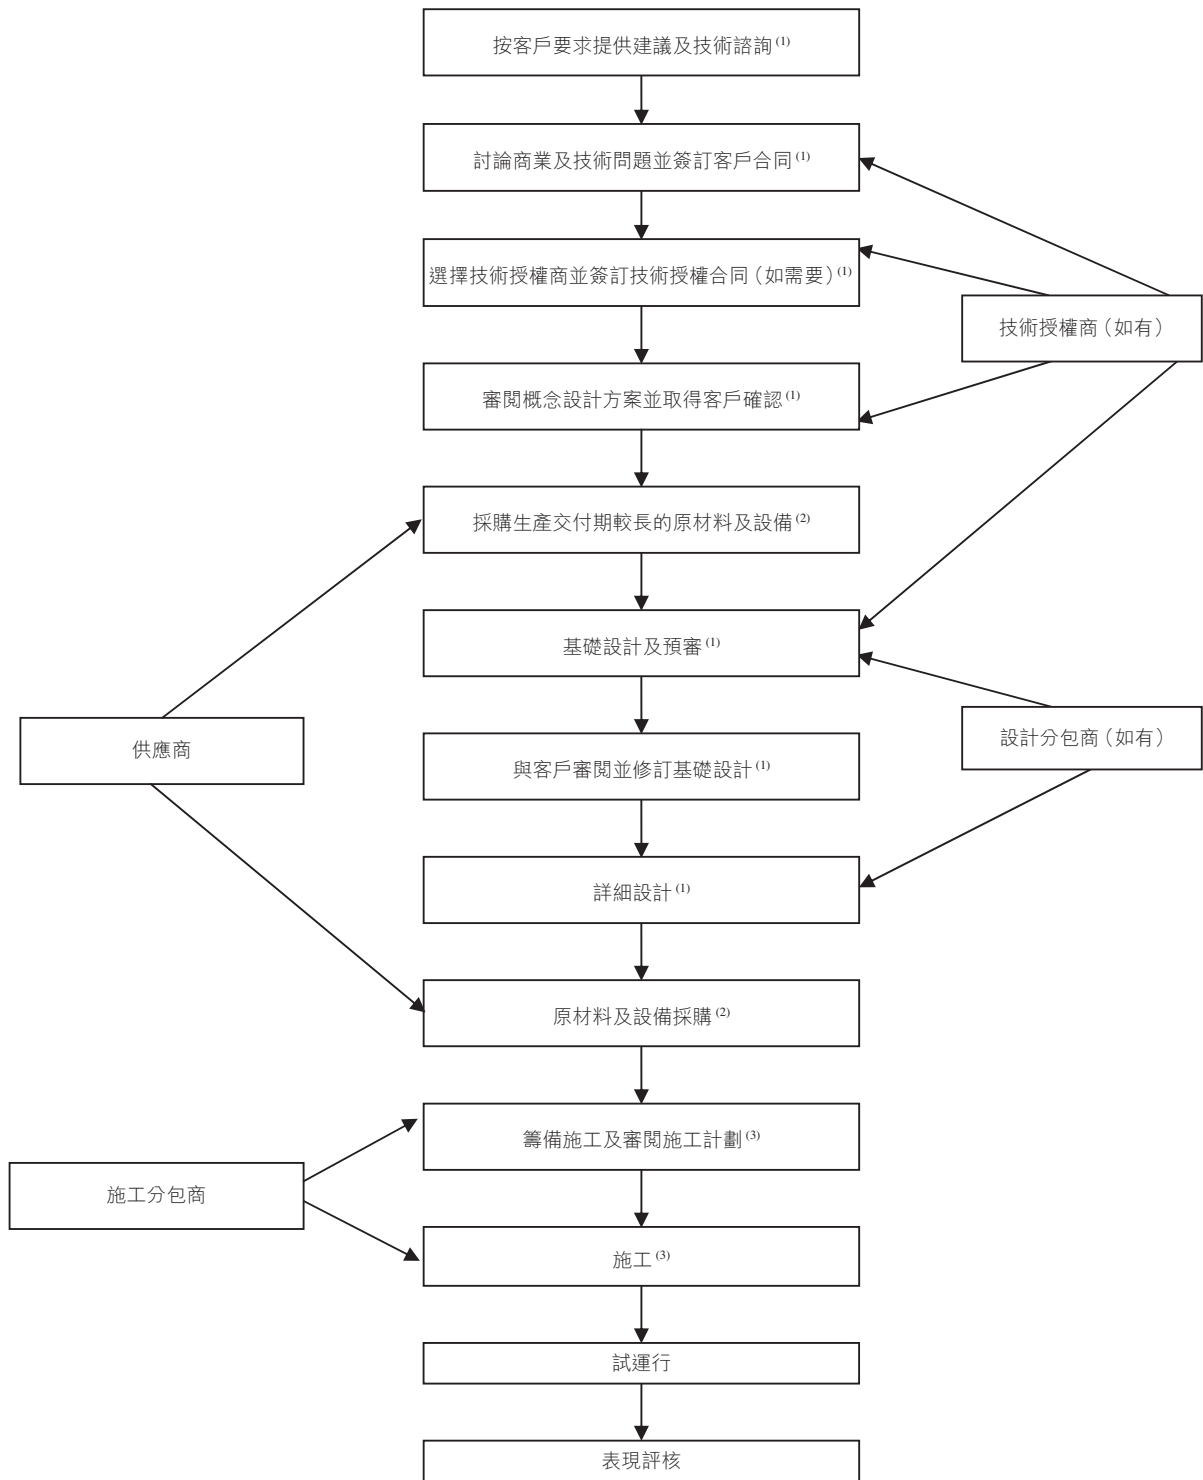 按客戶要求提供建議及技術諮詢(1)
討論商業及技術問題並簽訂客戶合同(1)
選擇技術授權商並簽訂技術授權合同（如需要）(1)
技術授權商（如有）
審閱概念設計方案並取得客戶確認(1)
採購生產交付期較長的原材料及設備(2)
基礎設計及預審(1)
供應商
設計分包商（如有）
與客戶審閱並修訂基礎設計(1)
詳細設計(1)
原材料及設備採購(2)
籌備施工及審閱施工計劃(3)
施工分包商
施工(3)
試運行
表現評核